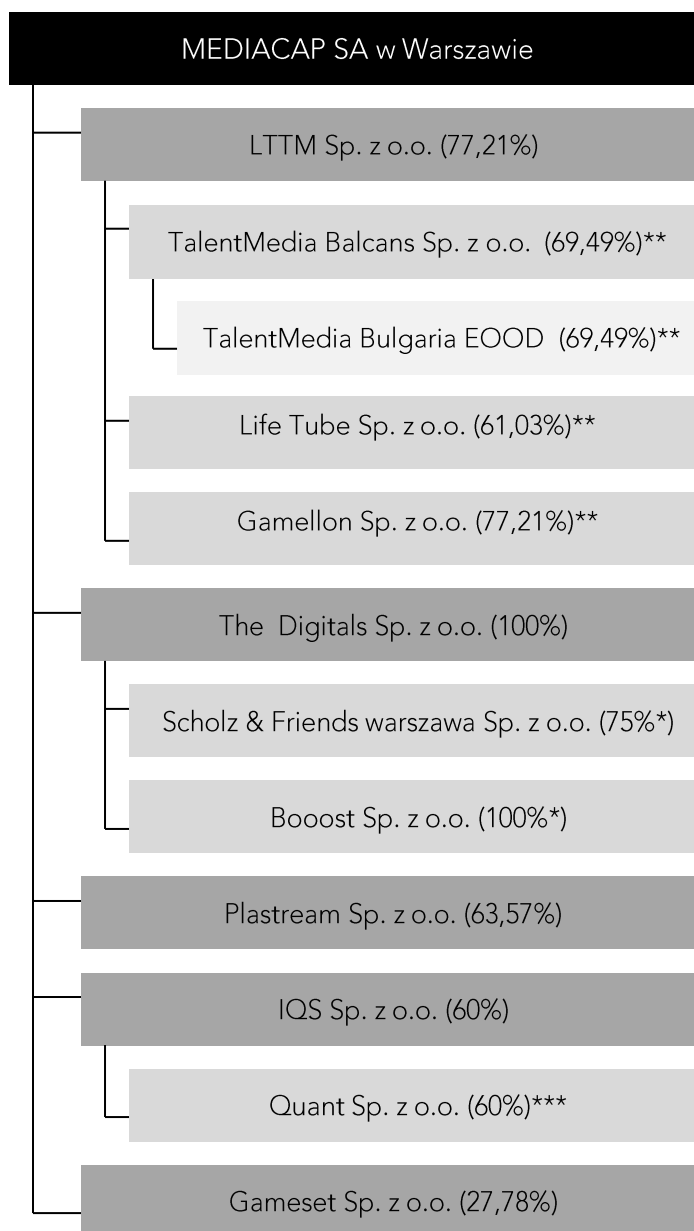 MEDIACAP SA w Warszawie
LTTM Sp. z o.o. (77,21%)
TalentMedia Balcans Sp. z o.o. (69,49%)**
TalentMedia Bulgaria EOOD (69,49%)**
Life Tube Sp. z o.o. (61,03%)**
Gamellon Sp. z o.o. (77,21%)**
The Digitals Sp. z o.o. (100%)
Scholz & Friends warszawa Sp. z o.o. (75%*)
Booost Sp. z o.o. (100%*)
Plastream Sp. z o.o. (63,57%)
IQS Sp. z o.o. (60%)
Quant Sp. z o.o. (60%)***
Gameset Sp. z o.o. (27,78%)